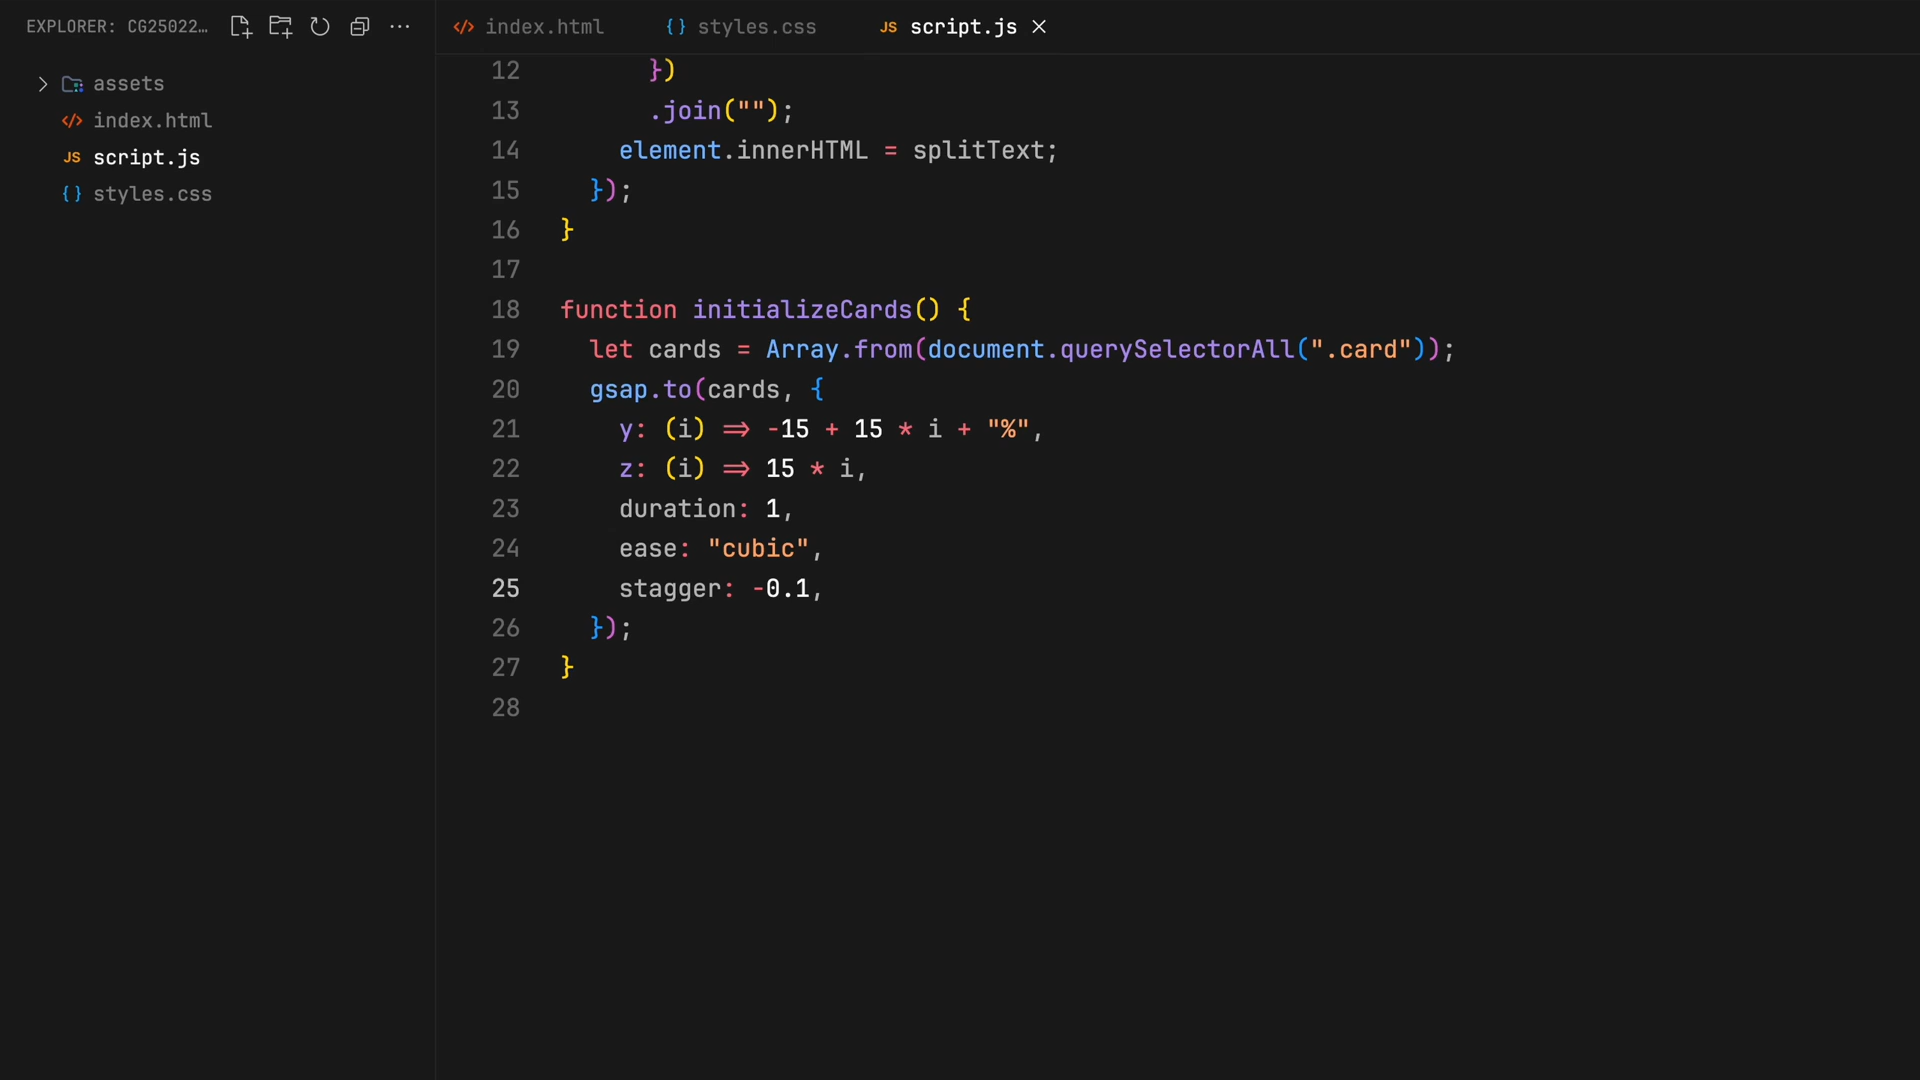 EXPLORER: CG25022…
assets
index.html
JS script.js
{} styles.css
index.html
{} styles.css
JS script.js
12 })
13 .join("");
14 element.innerHTML = splitText;
15 });
16 }
17
18 function initializeCards() {
19 let cards = Array.from(document.querySelectorAll(".card"));
20 gsap.to(cards, {
21 y: (i) => -15 + 15 * i + "%",
22 z: (i) => 15 * i,
23 duration: 1,
24 ease: "cubic",
25 stagger: -0.1,
26 });
27 }
28